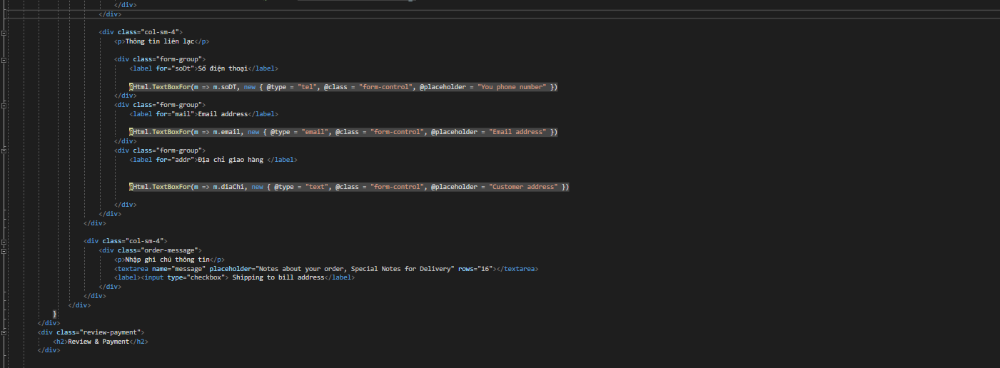 </div>
</div>
<div class="col-sm-4">
<p>Thông tin liên lạc</p>
<div class="form-group">
<label for="soDt">Số điện thoại</label>
@Html.TextBoxFor(m => m.soDT, new { @type = "tel", @class = "form-control", @placeholder = "You phone number" })
</div>
<div class="form-group">
<label for="mail">Email address</label>
@Html.TextBoxFor(m => m.email, new { @type = "email", @class = "form-control", @placeholder = "Email address" })
</div>
<div class="form-group">
<label for="addr">Địa chỉ giao hàng </label>
@Html.TextBoxFor(m => m.diaChi, new { @type = "text", @class = "form-control", @placeholder = "Customer address" })
</div>
</div>
</div>
<div class="col-sm-4">
<div class="order-message">
<p>Nhập ghi chú thông tin</p>
<textarea name="message" placeholder="Notes about your order, Special Notes for Delivery" rows="16"></textarea>
<label><input type="checkbox"> Shipping to bill address</label>
</div>
</div>
</div>
}
</div>
<div class="review-payment">
<h2>Review & Payment</h2>
</div>